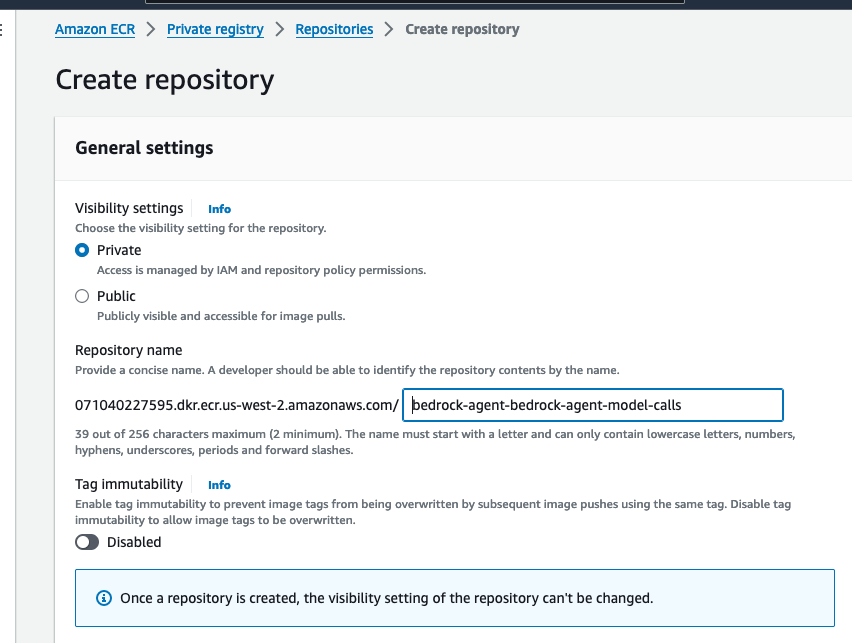 Amazon ECR > Private registry > Repositories > Create repository
Create repository
General settings
Visibility settings Info
Choose the visibility setting for the repository.
Private
Access is managed by IAM and repository policy permissions.
Public
Publicly visible and accessible for image pulls.
Repository name
Provide a concise name. A developer should be able to identify the repository contents by the name.
071040227595.dkr.ecr.us-west-2.amazonaws.com/ bedrock-agent-bedrock-agent-model-calls
39 out of 256 characters maximum (2 minimum). The name must start with a letter and can only contain lowercase letters, numbers,
hyphens, underscores, periods and forward slashes.
Tag immutability Info
Enable tag immutability to prevent image tags from being overwritten by subsequent image pushes using the same tag. Disable tag
immutability to allow image tags to be overwritten.
Disabled
Once a repository is created, the visibility setting of the repository can't be changed.